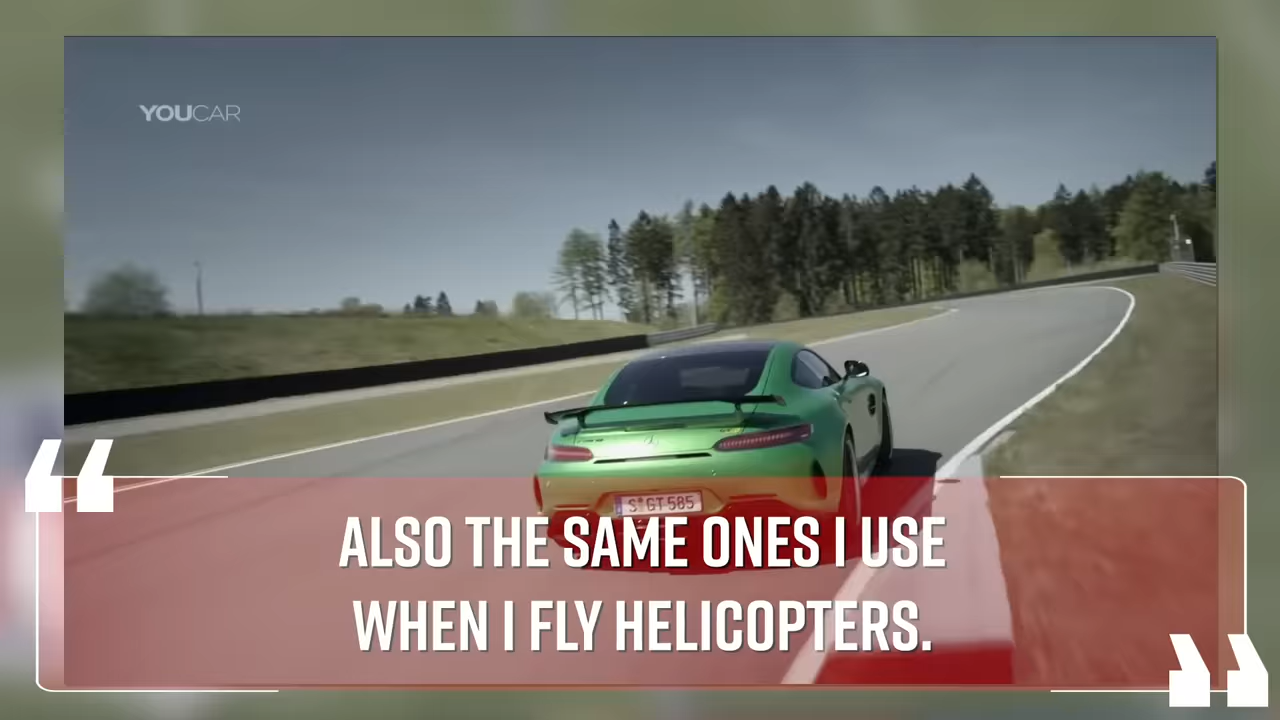 YOUCAR
S GT 585
ALSO THE SAME ONES I USE
WHEN I FLY HELICOPTERS.